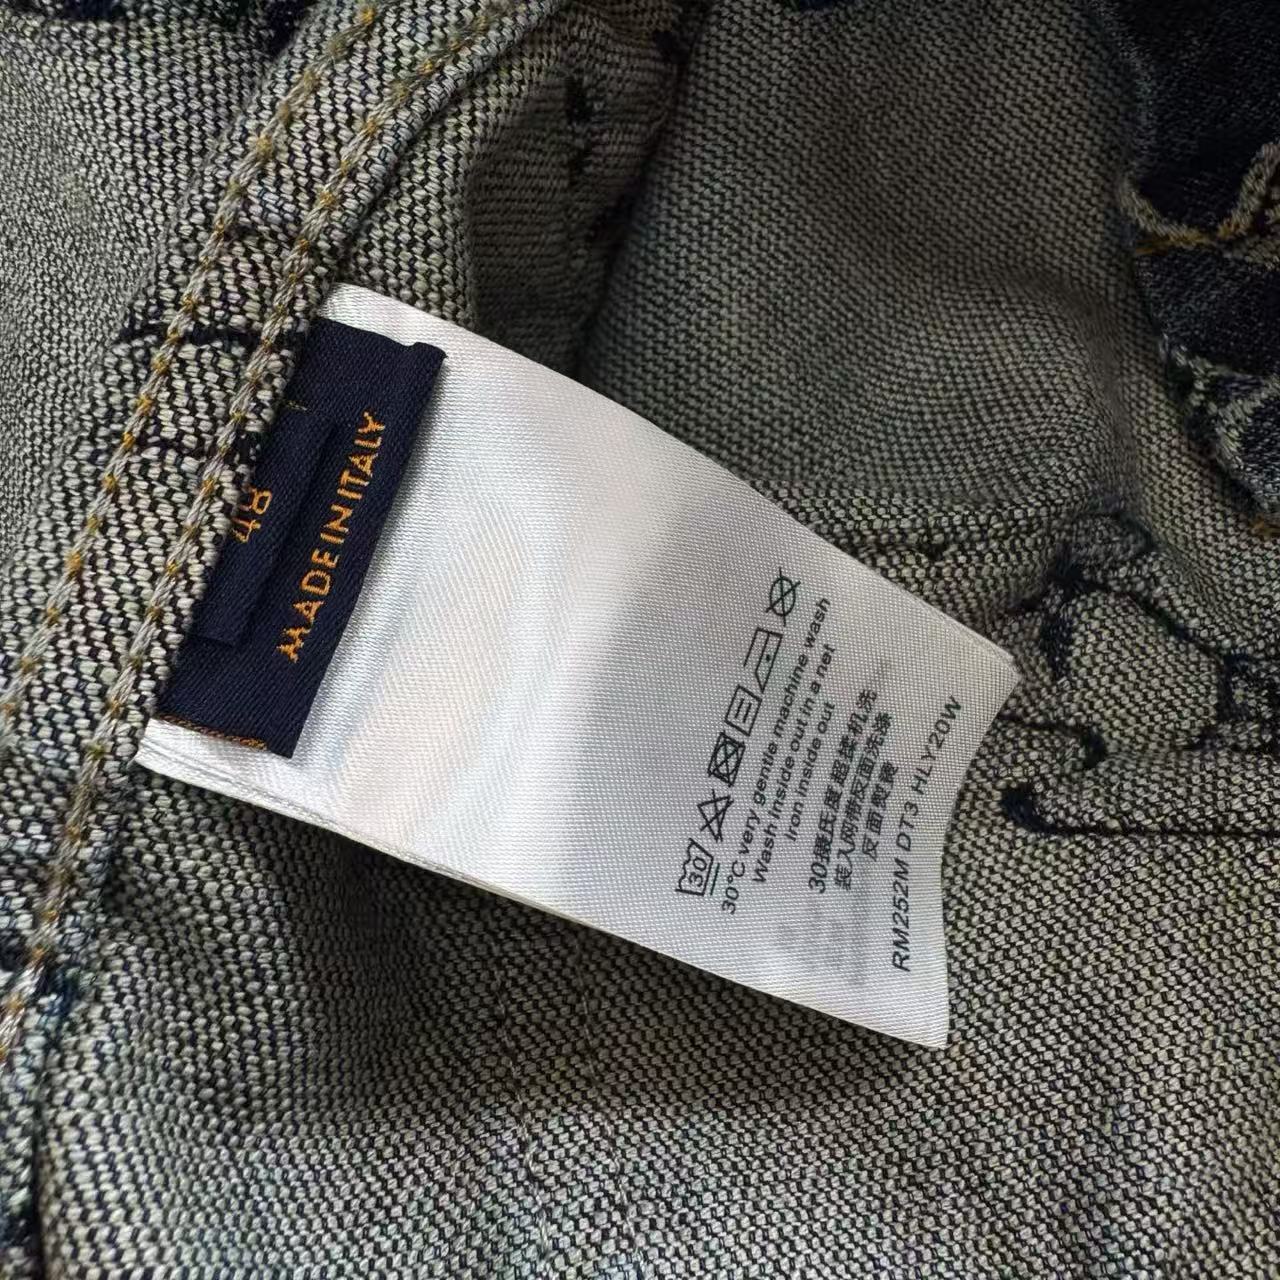 48
MADE IN ITALY
30
30°C very gentle machine wash
Wash inside out in a net
Iron inside out
30摄氏度超柔机洗
装入网袋反面洗涤
反面熨烫
RM252M DT3 HLY20W